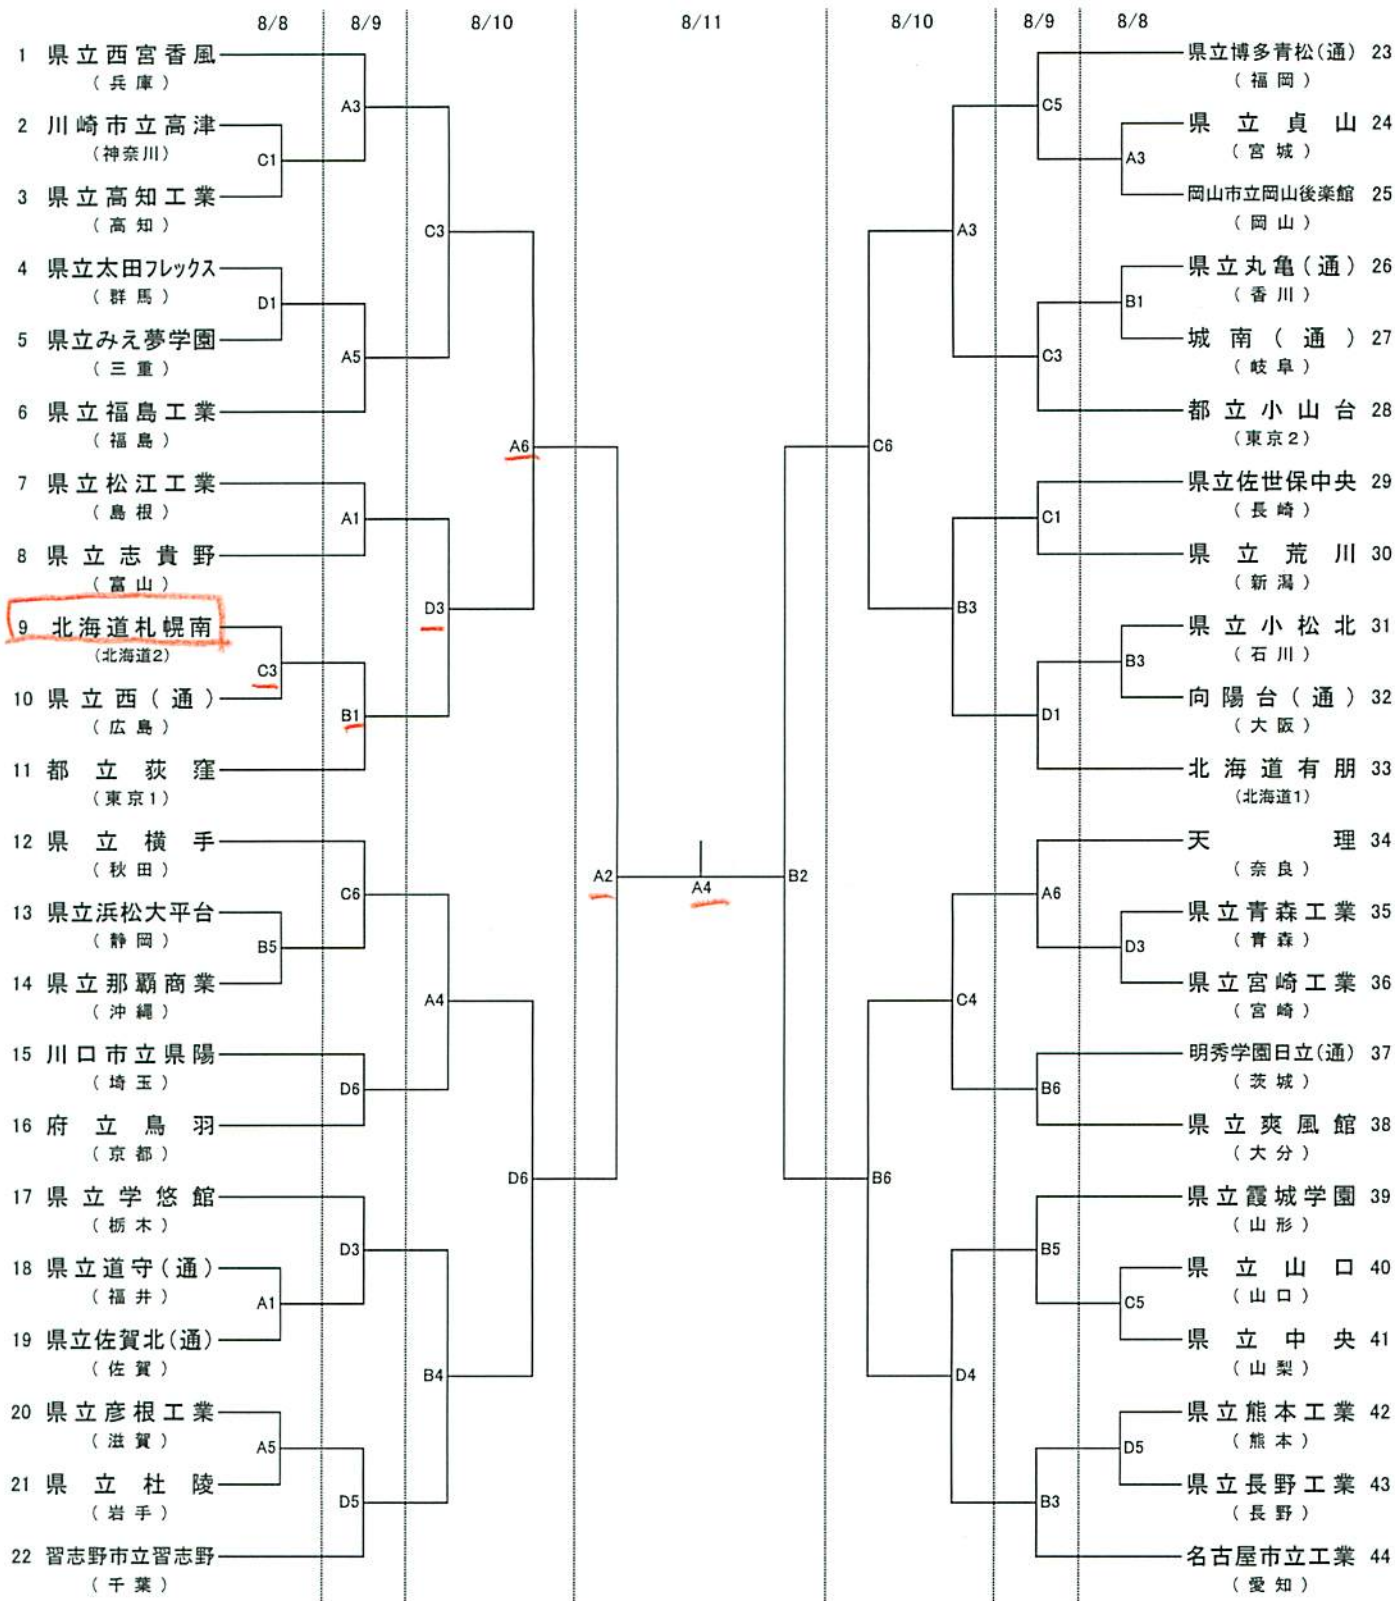 8/8 8/9 8/10 8/11 8/10 8/9 8/8
1 県立西宮香風
(兵庫)
A3
2 川崎市立高津
(神奈川)
C1
3 県立高知工業
(高知)
C3
4 県立太田フレックス
(群馬)
D1
5 県立みえ夢学園
(三重)
A5
6 県立福島工業
(福島)
A6
7 県立松江工業
(島根)
A1
8 県立志貴野
(富山)
D3
9 北海道札幌南
(北海道2)
C3
10 県立西(通)
(広島)
B1
11 都立荻窪
(東京1)
12 県立横手
(秋田)
A2
C6
13 県立浜松大平台
(静岡)
B5
14 県立那覇商業
(沖縄)
A4
15 川口市立県陽
(埼玉)
D6
16 府立鳥羽
(京都)
D6
17 県立学悠館
(栃木)
D3
18 県立道守(通)
(福井)
A1
19 県立佐賀北(通)
(佐賀)
B4
20 県立彦根工業
(滋賀)
A5
21 県立杜陵
(岩手)
D5
22 習志野市立習志野
(千葉)
A4
県立博多青松(通) 23
(福岡)
C5
県立貞山 24
(宮城)
A3
岡山市立岡山後楽館 25
(岡山)
A3
県立丸亀(通) 26
(香川)
B1
城南(通) 27
(岐阜)
C3
都立小山台 28
(東京2)
C6
県立佐世保中央 29
(長崎)
C1
県立荒川 30
(新潟)
B3
県立小松北 31
(石川)
B3
向陽台(通) 32
(大阪)
D1
北海道有朋 33
(北海道1)
天理 34
(奈良)
B2
A6
県立青森工業 35
(青森)
D3
県立宮崎工業 36
(宮崎)
C4
明秀学園日立(通) 37
(茨城)
B6
県立爽風館 38
(大分)
B6
県立霞城学園 39
(山形)
B5
県立山口 40
(山口)
C5
県立中央 41
(山梨)
D4
県立熊本工業 42
(熊本)
D5
県立長野工業 43
(長野)
B3
名古屋市立工業 44
(愛知)